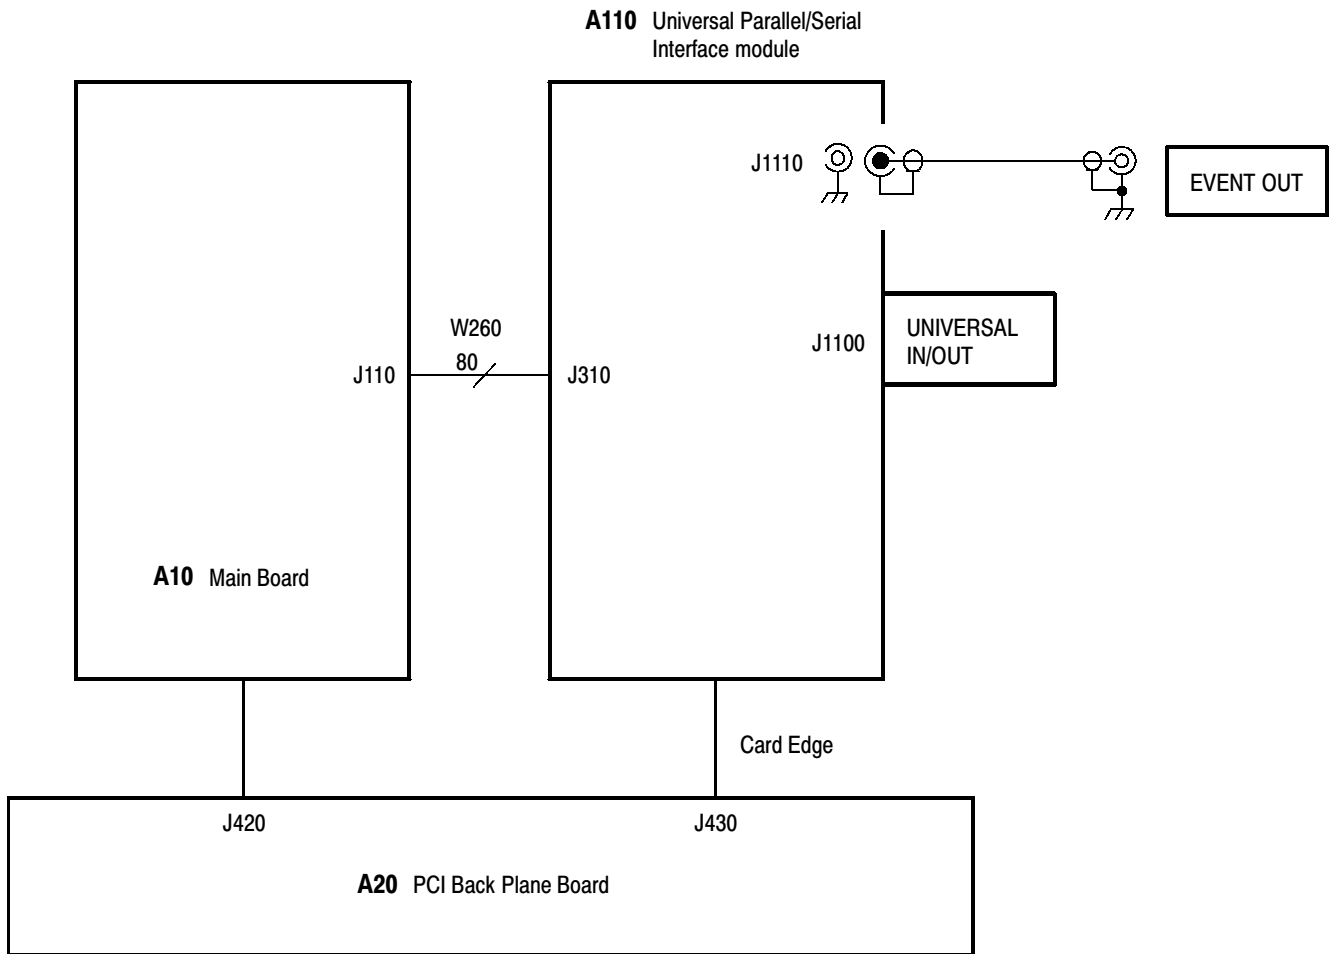 A110 Universal Parallel/Serial
Interface module
J1110
EVENT OUT
W260
80
J110
J310
J1100
UNIVERSAL
IN/OUT
A10 Main Board
Card Edge
J420
J430
A20 PCI Back Plane Board